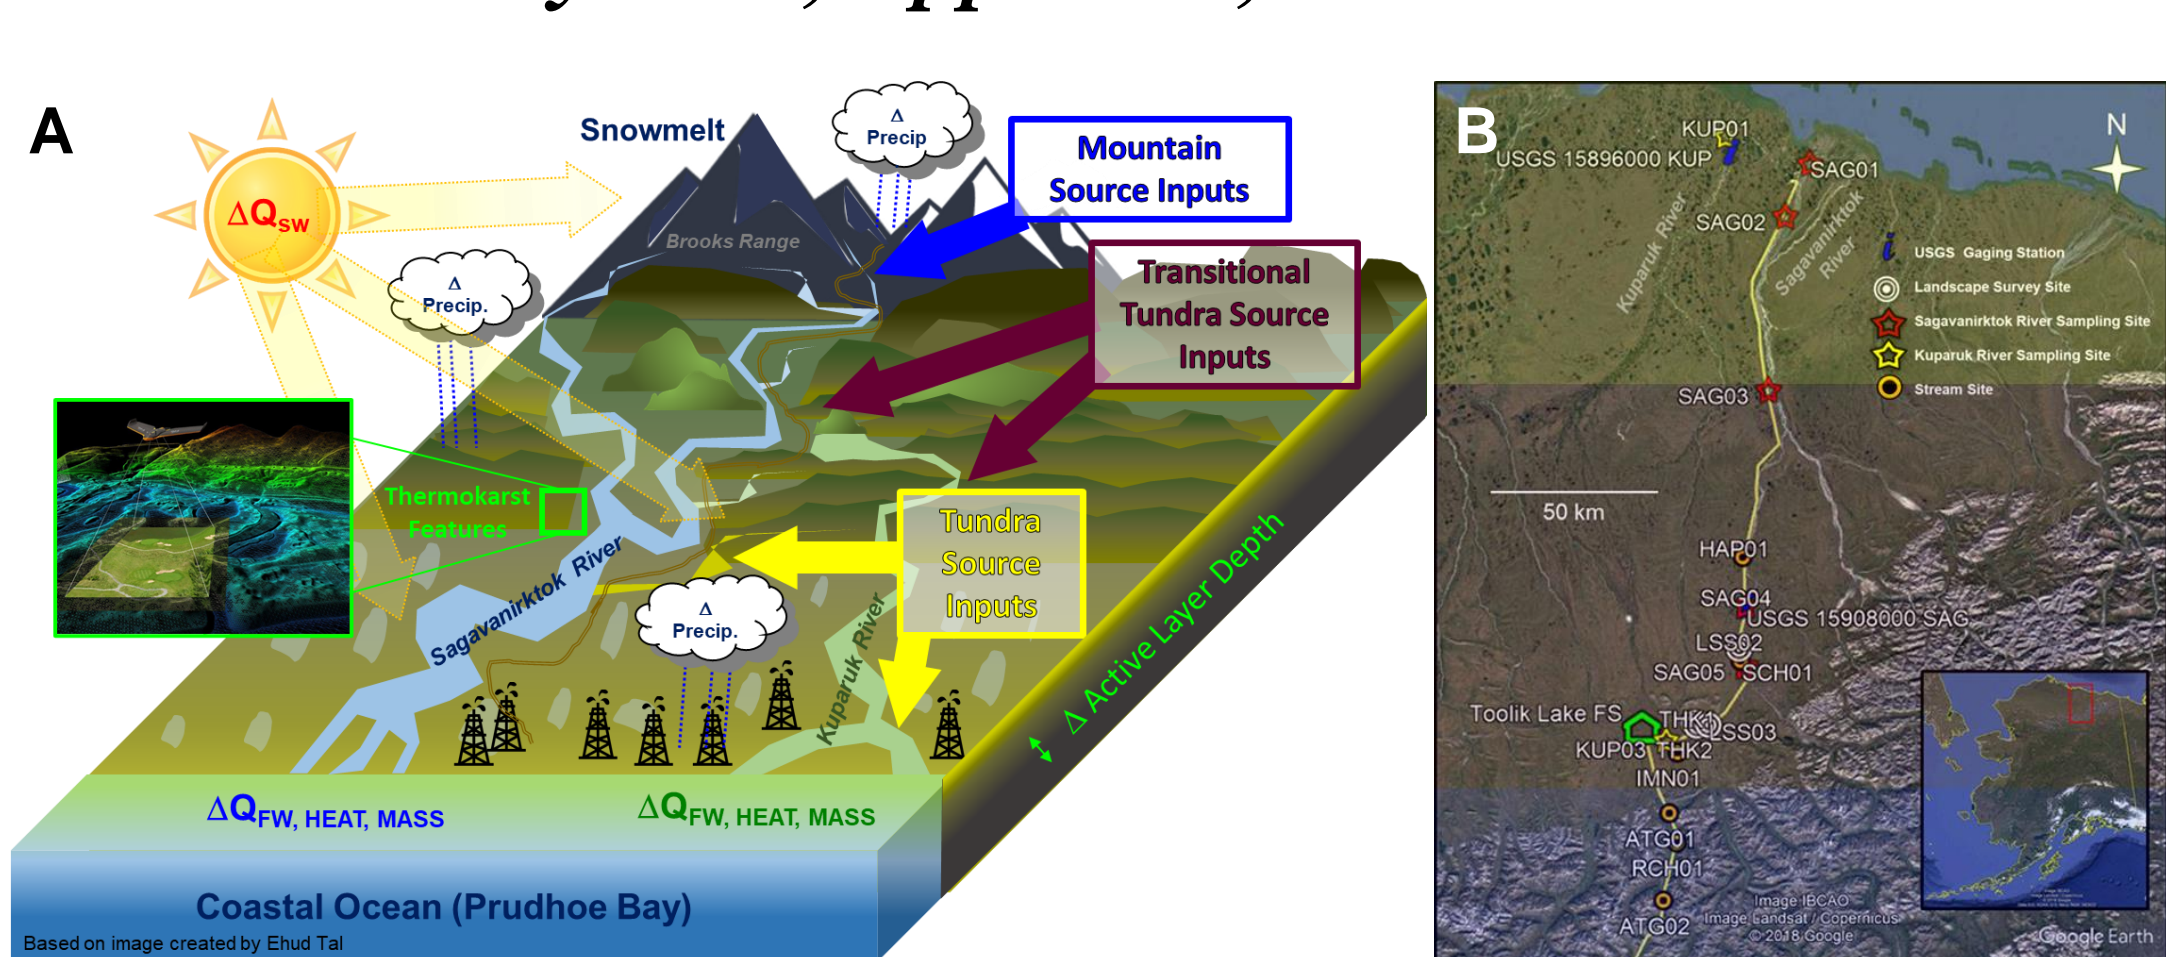 A
Snowmelt
Δ
Precip
Mountain
Source Inputs
ΔQSW
Brooks Range
Transitional
Tundra Source
Inputs
Δ
Precip.
Thermokarst
Features
Tundra
Source
Inputs
Sagavanirktok River
Δ
Precip.
Kuparuk River
Δ Active Layer Depth
ΔQFW, HEAT, MASS
ΔQFW, HEAT, MASS
Coastal Ocean (Prudhoe Bay)
Based on image created by Ehud Tal
B
N
KUP01
USGS 15896000 KUP
SAG01
SAG02
Kuparuk River
Sagavanirktok
River
USGS Gaging Station
Landscape Survey Site
Sagavanirktok River Sampling Site
Kuparuk River Sampling Site
Stream Site
SAG03
50 km
HAP01
SAG04
USGS 15908000 SAG
LSS02
SAG05
SCH01
Toolik Lake FS
THK1
LSS03
KUP03
THK2
IMN01
ATG01
RCH01
ATG02
Image IBCAO
Image Landsat / Copernicus
© 2018 Google
Google Earth